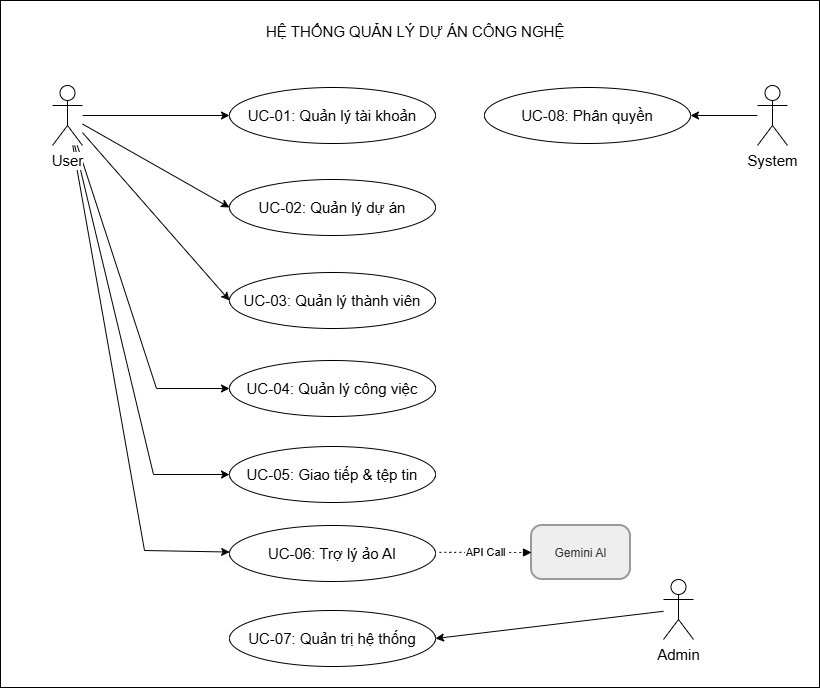 HỆ THỐNG QUẢN LÝ DỰ ÁN CÔNG NGHỆ
UC-01: Quản lý tài khoản
UC-08: Phân quyền
User
System
UC-02: Quản lý dự án
UC-03: Quản lý thành viên
UC-04: Quản lý công việc
UC-05: Giao tiếp & tệp tin
UC-06: Trợ lý ảo AI
API Call
Gemini AI
UC-07: Quản trị hệ thống
Admin